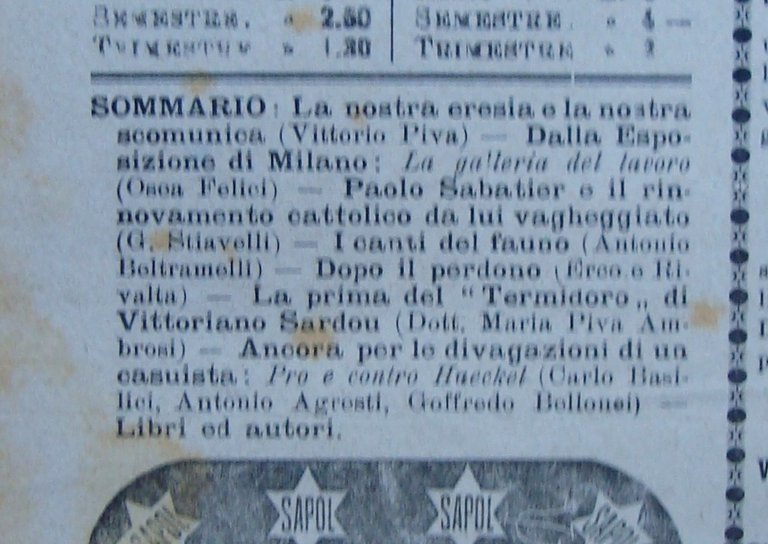 SEMESTRE. » 2.50 SEMESTRE. » 4 —
TRIMESTRE » 1.30 TRIMESTRE » 2
SOMMARIO: La nostra eresia e la nostra
scomunica (Vittorio Piva) — Dalla Espo-
sizione di Milano: La galleria del lavoro
(Osca Felici) — Paolo Sabatier e il rin-
novamento cattolico da lui vagheggiato
(G. Stiavelli) — I canti del fauno (Antonio
Beltramelli) — Dopo il perdono (Erco e Ri-
valta) — La prima del "Termidoro„ di
Vittoriano Sardou (Dott. Maria Piva Am-
brosi) — Ancora per le divagazioni di un
casuista: Pro e contro Haeckel (Carlo Basi-
lici, Antonio Agresti, Goffredo Bellonci) —
Libri ed autori.
SAPOL SAPOL SAPOL SAPOL